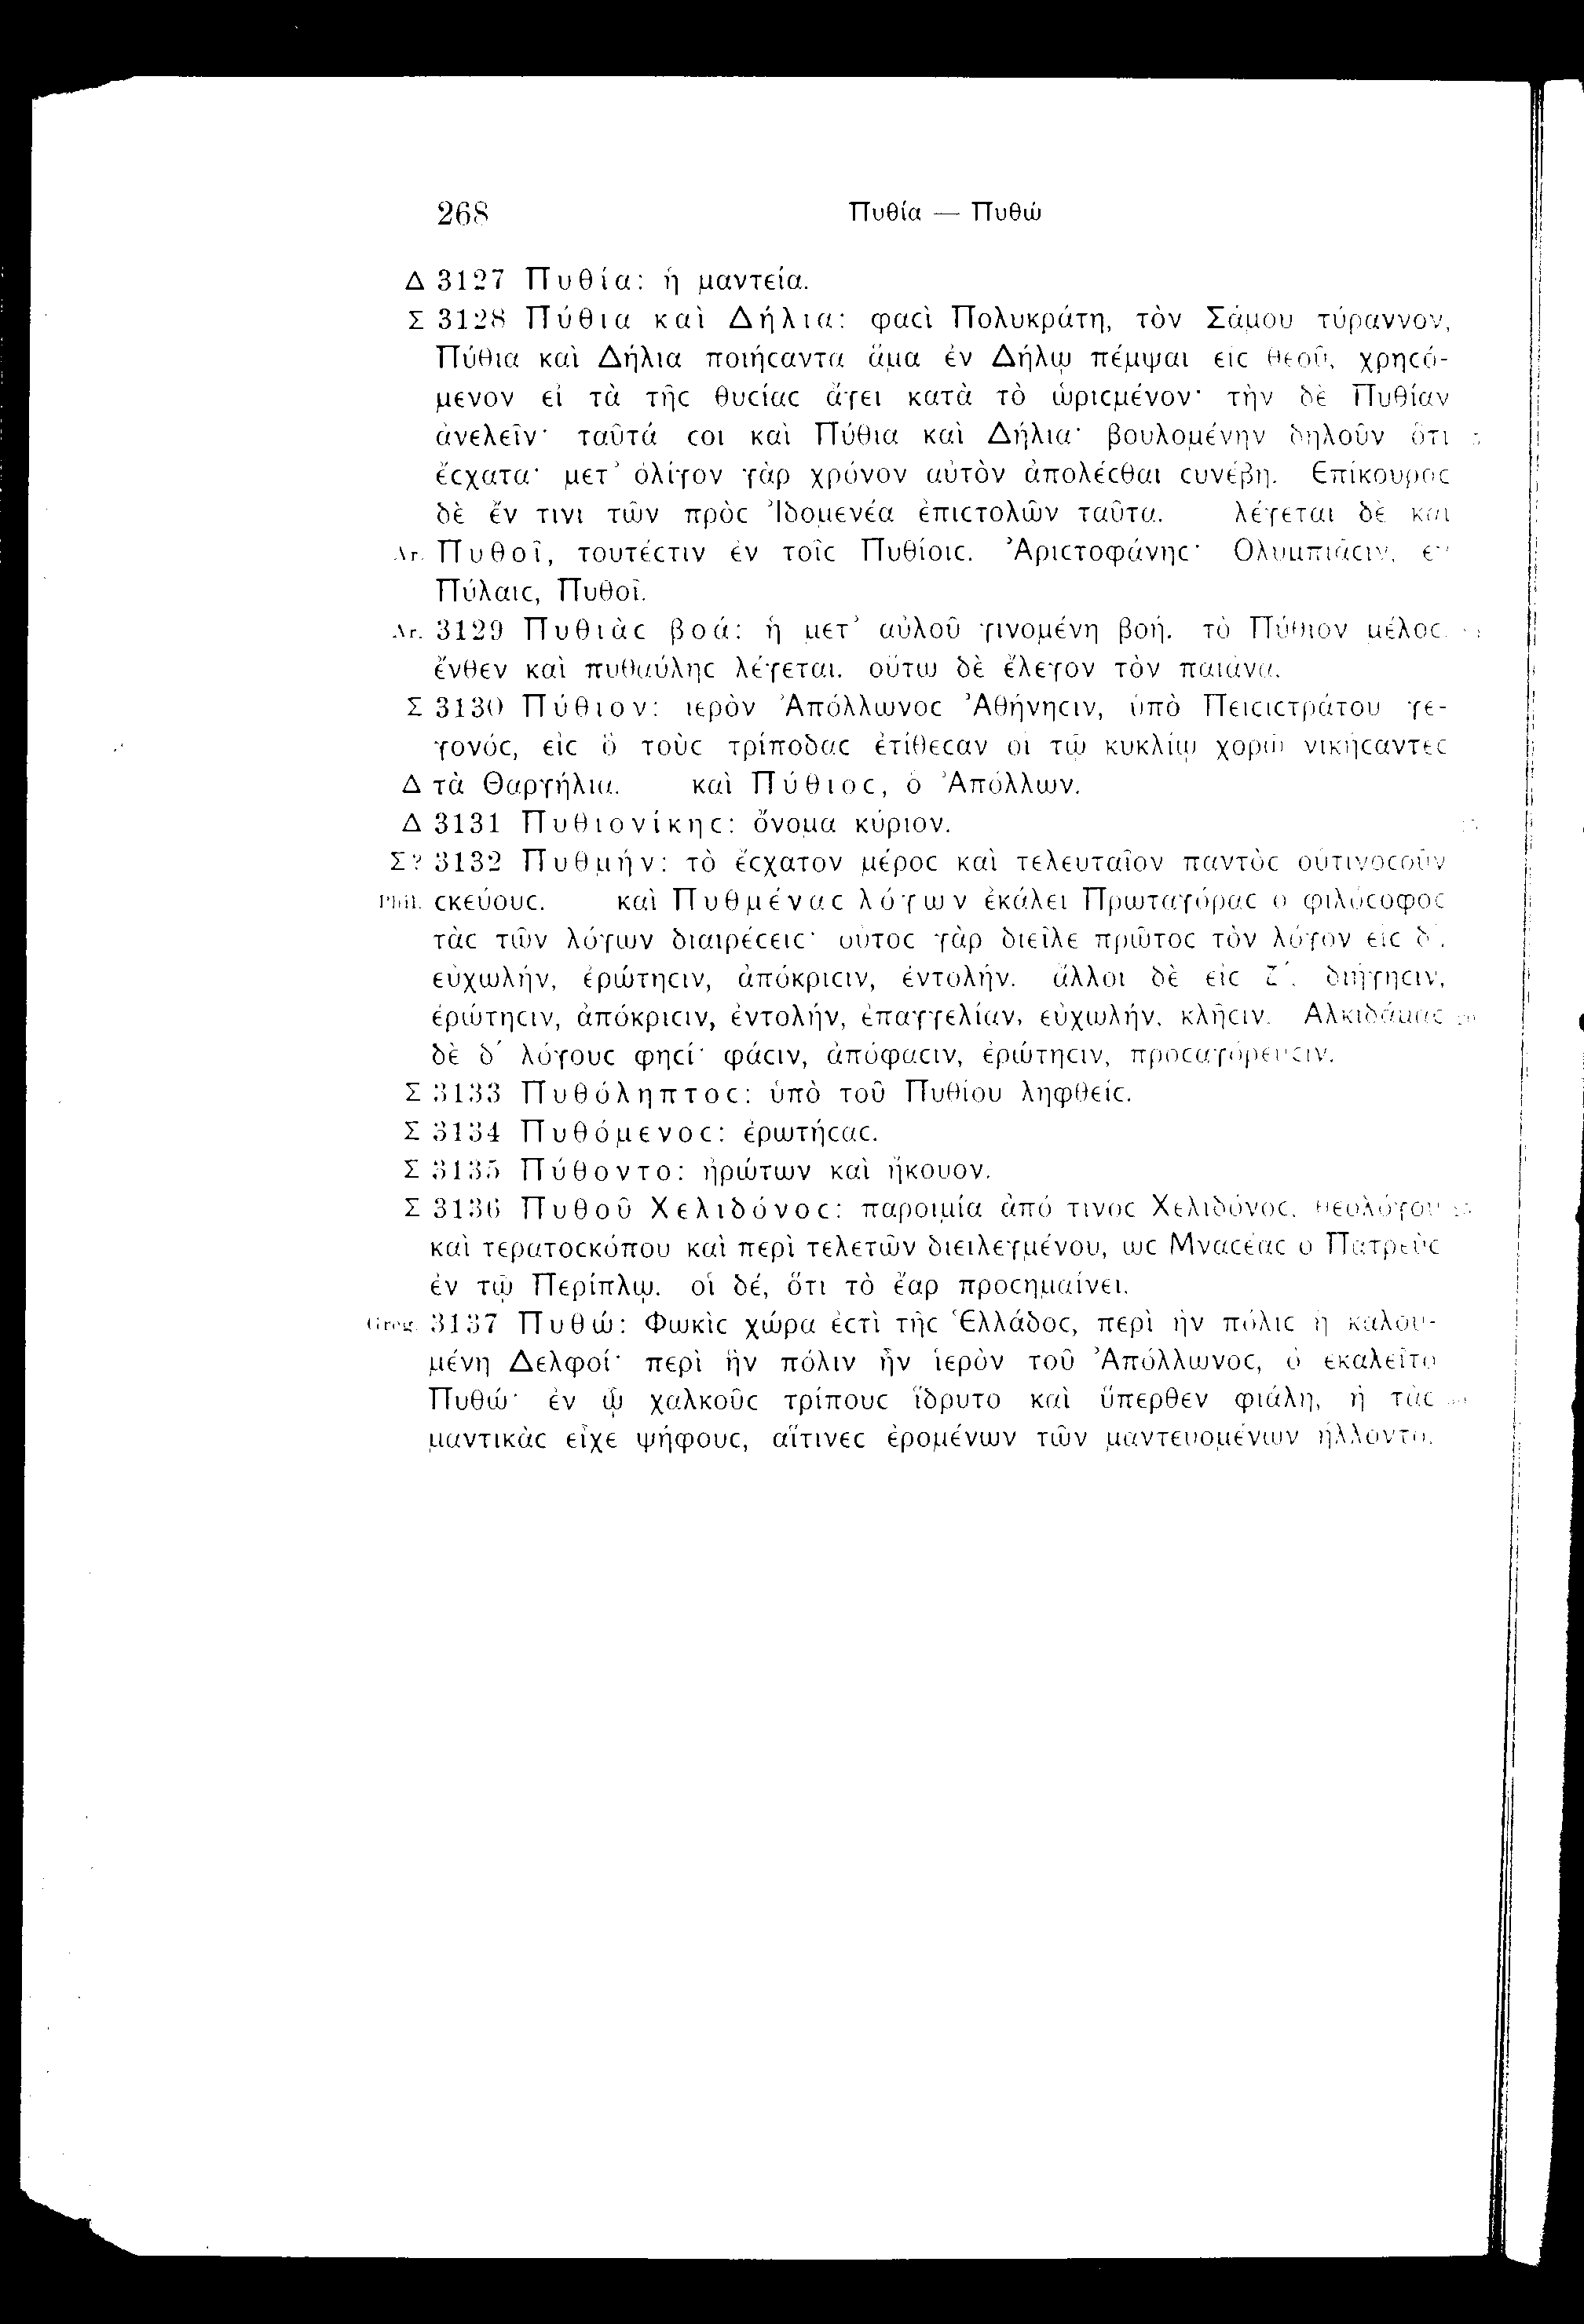 268 Πυθία — Πυθώ
Δ 3127 Πυθία: ἡ μαντεία.
Σ 3128 Πύθια καὶ Δήλια: φαcὶ Πολυκράτη, τὸν Σάμου τύραννον,
Πύθια καὶ Δήλια ποιήcαντα ἅμα ἐν Δήλῳ πέμψαι εἰc θεοῦ, χρηcό-
μενον εἰ τὰ τῆc θυcίαc ἄγει κατὰ τὸ ὡριcμένον· τὴν δὲ Πυθίαν
ἀνελεῖν· ταῦτά cοι καὶ Πύθια καὶ Δήλια· βουλομένην δηλοῦν ὅτι 5
ἔcχατα· μετ’ ὀλίγον γὰρ χρόνον αὐτὸν ἀπολέcθαι cυνέβη. Ἐπίκουροc
δὲ ἔν τινι τῶν πρὸc Ἰδομενέα ἐπιcτολῶν ταῦτα. λέγεται δὲ καὶ
Ar. Πυθοῖ, τουτέcτιν ἐν τοῖc Πυθίοιc. Ἀριcτοφάνηc· Ὀλυμπιάcιν, ἐν
Πύλαιc, Πυθοῖ.
Ar. 3129 Πυθιὰc βοά: ἡ μετ’ αὐλοῦ γινομένη βοή. τὸ Πύθιον μέλοc.
ἔνθεν καὶ πυθαύληc λέγεται. οὕτω δὲ ἔλεγον τὸν παιᾶνα.
Σ 3130 Πύθιον: ἱερὸν Ἀπόλλωνοc Ἀθήνηcιν, ὑπὸ Πειcιcτράτου γε-
γονόc, εἰc ὃ τοὺc τρίποδαc ἐτίθεcαν οἱ τῷ κυκλίῳ χορῷ νικήcαντεc
Δ τὰ Θαργήλια. καὶ Πύθιοc, ὁ Ἀπόλλων.
Δ 3131 Πυθιονίκηc: ὄνομα κύριον.
Σ? 3132 Πυθμήν: τὸ ἔcχατον μέροc καὶ τελευταῖον παντὸc οὑτινοcοῦν
Phil. cκεύουc. καὶ Πυθμέναc λόγων ἐκάλει Πρωταγόραc ὁ φιλόcοφοc
τὰc τῶν λόγων διαιρέcειc· οὗτοc γὰρ διεῖλε πρῶτοc τὸν λόγον εἰc δ΄,
εὐχωλήν, ἐρώτηcιν, ἀπόκριcιν, ἐντολήν. ἄλλοι δὲ εἰc ζ΄, διήγηcιν,
ἐρώτηcιν, ἀπόκριcιν, ἐντολήν, ἐπαγγελίαν, εὐχωλήν, κλῆcιν. Ἀλκιδάμαc 20
δὲ δ΄ λόγουc φηcί· φάcιν, ἀπόφαcιν, ἐρώτηcιν, προcαγόρευcιν.
Σ 3133 Πυθόληπτοc: ὑπὸ τοῦ Πυθίου ληφθείc.
Σ 3134 Πυθόμενοc: ἐρωτήcαc.
Σ 3135 Πύθοντο: ἠρώτων καὶ ἤκουον.
Σ 3136 Πυθοῦ Χελιδόνοc: παροιμία ἀπό τινοc Χελιδόνοc, θεολόγου
καὶ τερατοcκόπου καὶ περὶ τελετῶν διειλεγμένου, ὡc Μναcέαc ὁ Πατρεὺc
ἐν τῷ Περίπλῳ. οἱ δέ, ὅτι τὸ ἔαρ προcημαίνει.
Greg. 3137 Πυθώ: Φωκὶc χώρα ἐcτὶ τῆc Ἑλλάδοc, περὶ ἣν πόλιc ἡ καλου-
μένη Δελφοί· περὶ ἣν πόλιν ἦν ἱερὸν τοῦ Ἀπόλλωνοc, ὃ ἐκαλεῖτο
Πυθώ· ἐν ᾧ χαλκοῦc τρίπουc ἵδρυτο καὶ ὕπερθεν φιάλη, ἣ τὰc
μαντικὰc εἶχε ψήφουc, αἵτινεc ἐρομένων τῶν μαντευομένων ἥλλοντο,